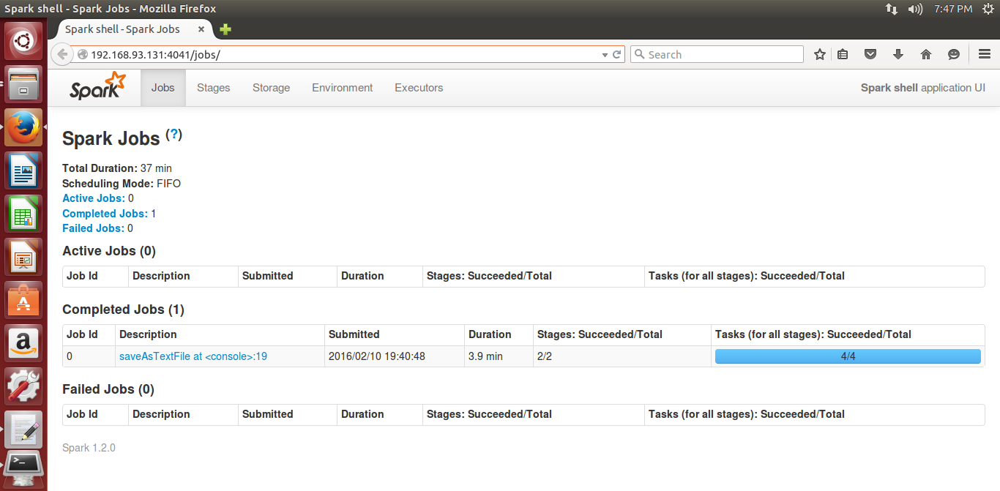 Spark shell - Spark Jobs - Mozilla Firefox
7:47 PM
Spark shell - Spark Jobs
192.168.93.131:4041/jobs/
Search
Spark
Jobs Stages Storage Environment Executors
Spark shell application UI
Spark Jobs (?)
Total Duration: 37 min
Scheduling Mode: FIFO
Active Jobs: 0
Completed Jobs: 1
Failed Jobs: 0
Active Jobs (0)
Job Id Description Submitted Duration Stages: Succeeded/Total Tasks (for all stages): Succeeded/Total
Completed Jobs (1)
Job Id Description Submitted Duration Stages: Succeeded/Total Tasks (for all stages): Succeeded/Total
0 saveAsTextFile at <console>:19 2016/02/10 19:40:48 3.9 min 2/2 4/4
Failed Jobs (0)
Job Id Description Submitted Duration Stages: Succeeded/Total Tasks (for all stages): Succeeded/Total
Spark 1.2.0